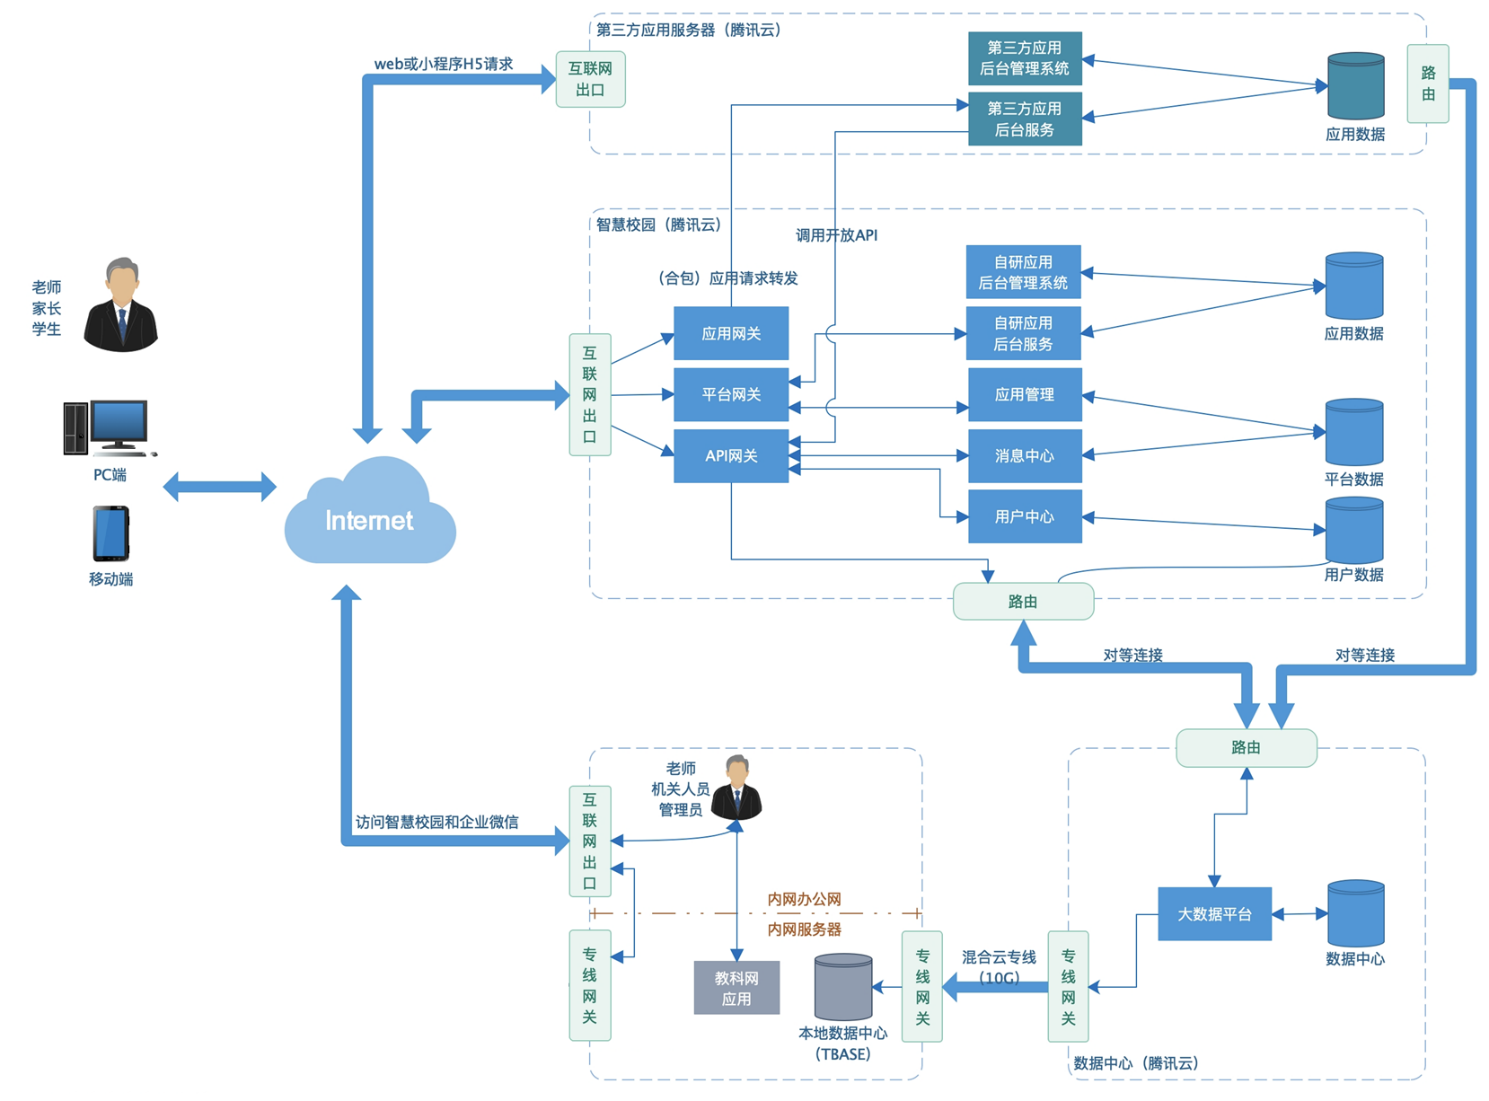 第三方应用服务器（腾讯云）
web或小程序H5请求
互联网
出口
第三方应用
后台管理系统
第三方应用
后台服务
应用数据
路
由
智慧校园（腾讯云）
调用开放API
（合包）应用请求转发
老师
家长
学生
互
联
网
出
口
应用网关
平台网关
API网关
自研应用
后台管理系统
自研应用
后台服务
应用管理
消息中心
用户中心
应用数据
平台数据
用户数据
PC端
移动端
Internet
路由
对等连接
对等连接
路由
访问智慧校园和企业微信
互
联
网
出
口
老师
机关人员
管理员
内网办公网
内网服务器
专
线
网
关
教科网
应用
本地数据中心
（TBASE）
专
线
网
关
混合云专线
（10G）
专
线
网
关
大数据平台
数据中心
数据中心（腾讯云）